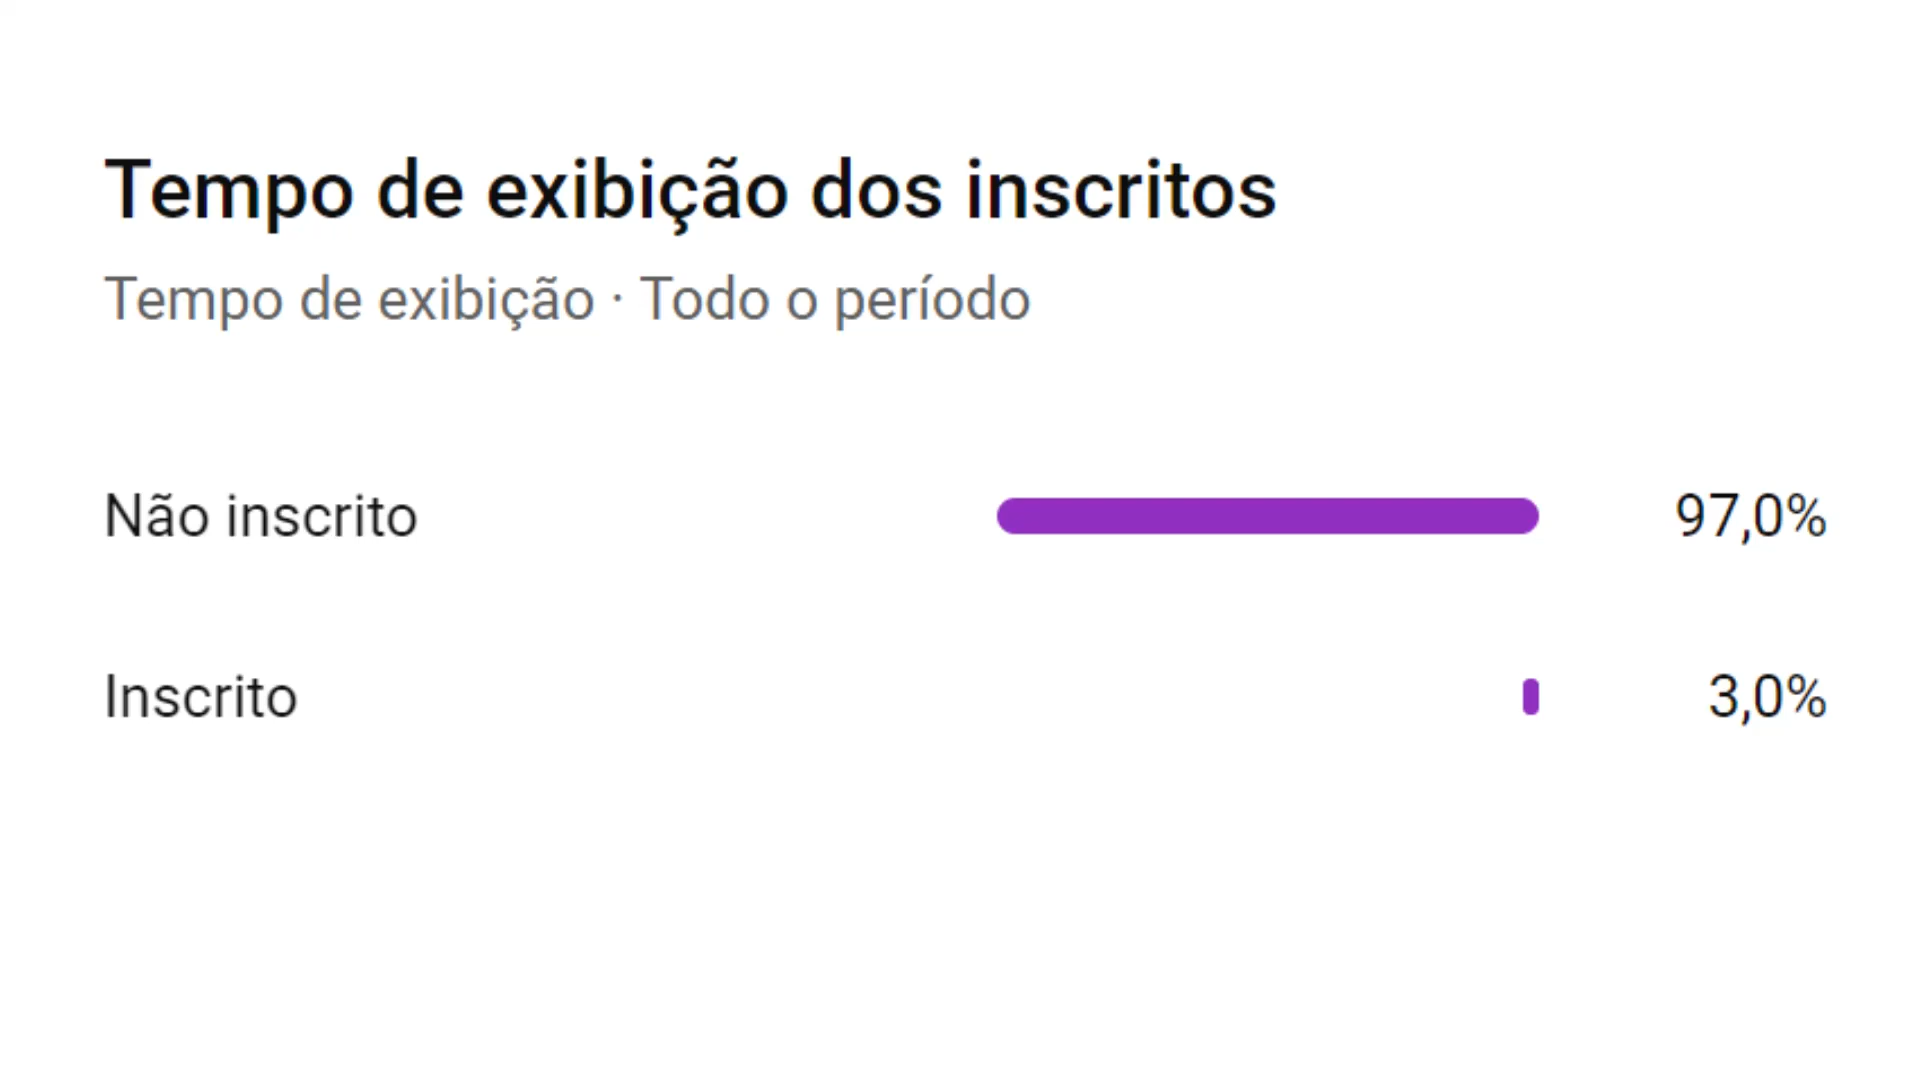 Tempo de exibição dos inscritos
Tempo de exibição · Todo o período
Não inscrito 97,0%
Inscrito 3,0%